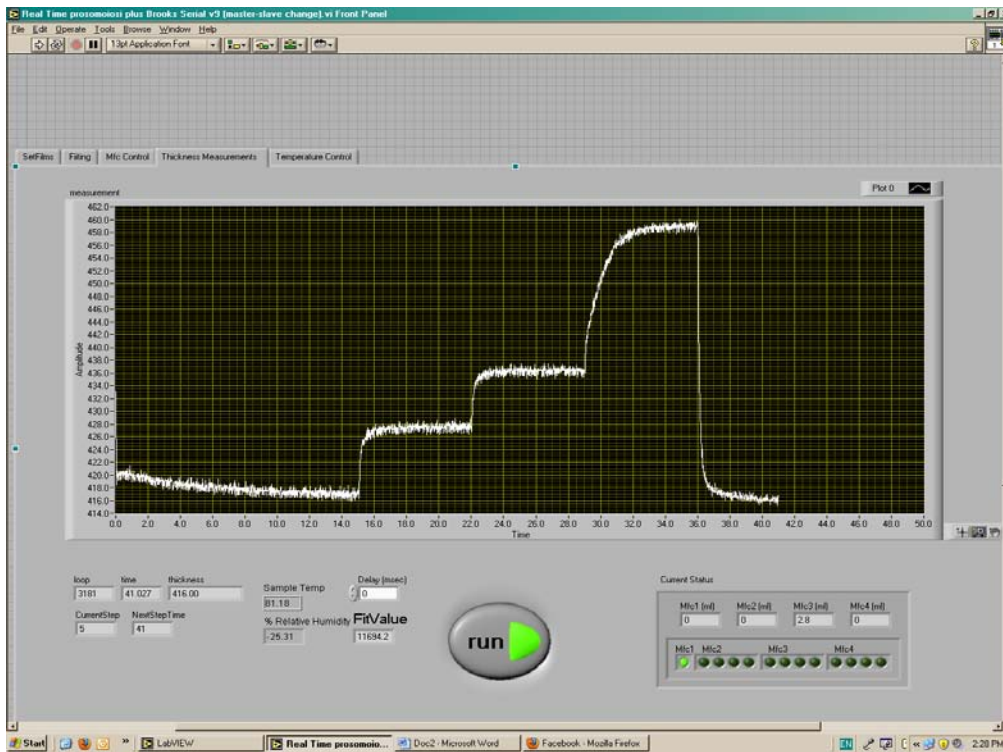 Real Time prosomoiosi plus Brooks Serial v9 [master-slave change].vi Front Panel
File Edit Operate Tools Browse Window Help
13pt Application Font
SetFilms Fitting Mfc Control Thickness Measurements Temperature Control
measurement Plot 0
462.0
460.0
458.0
456.0
454.0
452.0
450.0
448.0
446.0
444.0
442.0
440.0
438.0
436.0
434.0
432.0
430.0
428.0
426.0
424.0
422.0
420.0
418.0
416.0
414.0
Amplitude
0.0 2.0 4.0 6.0 8.0 10.0 12.0 14.0 16.0 18.0 20.0 22.0 24.0 26.0 28.0 30.0 32.0 34.0 36.0 38.0 40.0 42.0 44.0 46.0 48.0 50.0
Time
loop time thickness
3181 41.027 416.00
CurrentStep NextStepTime
5 41
Sample Temp Delay (msec)
81.18 0
% Relative Humidity FitValue
-25.31 11694.2
run
Current Status
Mfc1 (ml) Mfc2 (ml) Mfc3 (ml) Mfc4 (ml)
0 0 2.8 0
Mfc1 Mfc2 Mfc3 Mfc4
Start » LabVIEW Real Time prosomoio... Doc2 - Microsoft Word Facebook - Mozilla Firefox EN « 2:28 PM